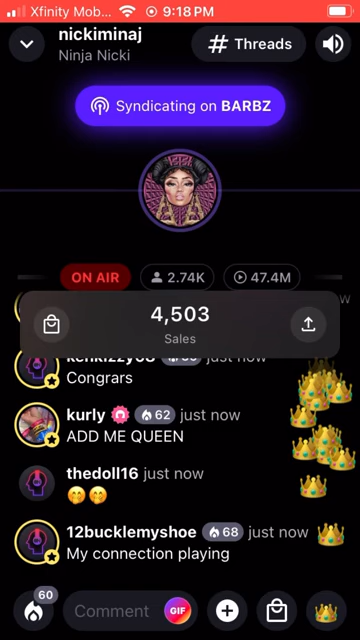 Xfinity Mob... 9:18 PM
nickiminaj
Ninja Nicki
# Threads
Syndicating on BARBZ
ON AIR
2.74K
47.4M
4,503
Sales
just now
Congrars
kurly 62 just now
ADD ME QUEEN
thedoll16 just now
🤭🤭
12bucklemyshoe 68 just now
My connection playing
60
Comment
GIF